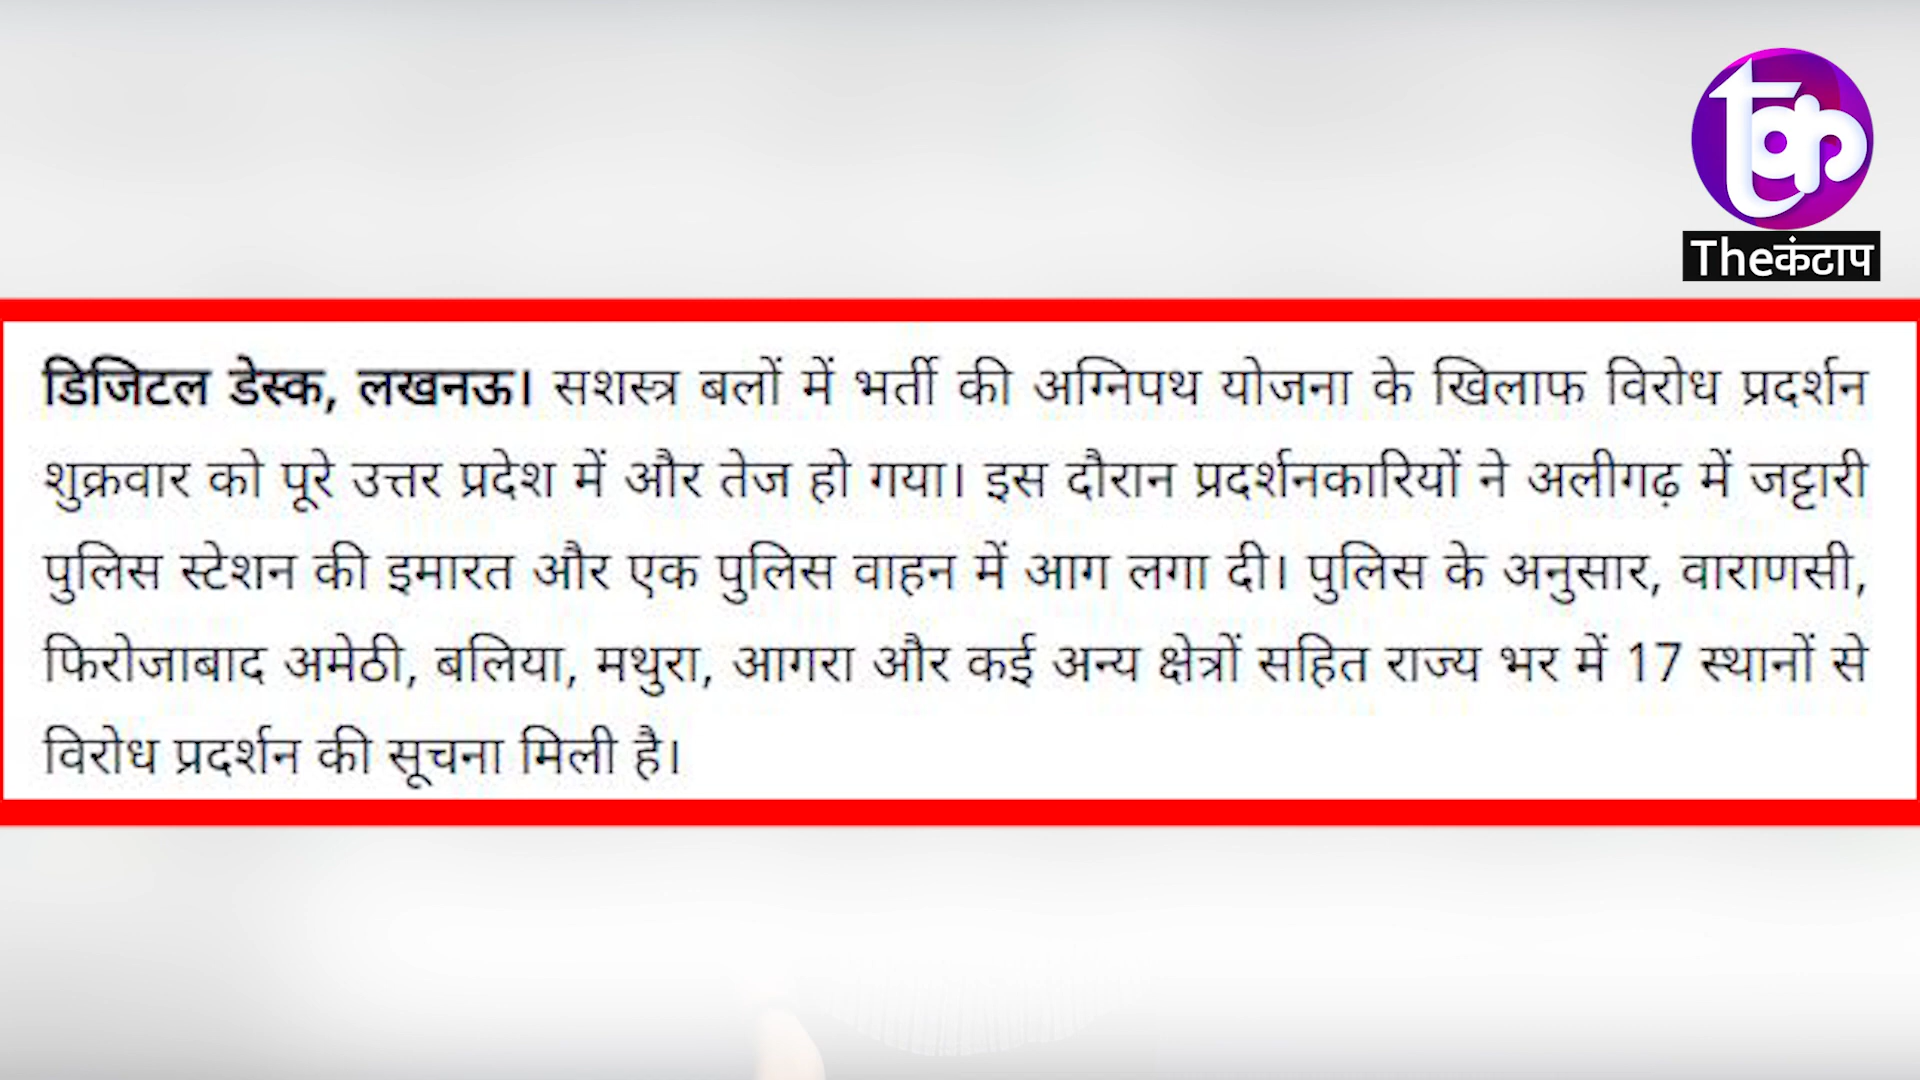 Theकंटाप
डिजिटल डेस्क, लखनऊ। सशस्त्र बलों में भर्ती की अग्निपथ योजना के खिलाफ विरोध प्रदर्शन
शुक्रवार को पूरे उत्तर प्रदेश में और तेज हो गया। इस दौरान प्रदर्शनकारियों ने अलीगढ़ में जट्टारी
पुलिस स्टेशन की इमारत और एक पुलिस वाहन में आग लगा दी। पुलिस के अनुसार, वाराणसी,
फिरोजाबाद अमेठी, बलिया, मथुरा, आगरा और कई अन्य क्षेत्रों सहित राज्य भर में 17 स्थानों से
विरोध प्रदर्शन की सूचना मिली है।